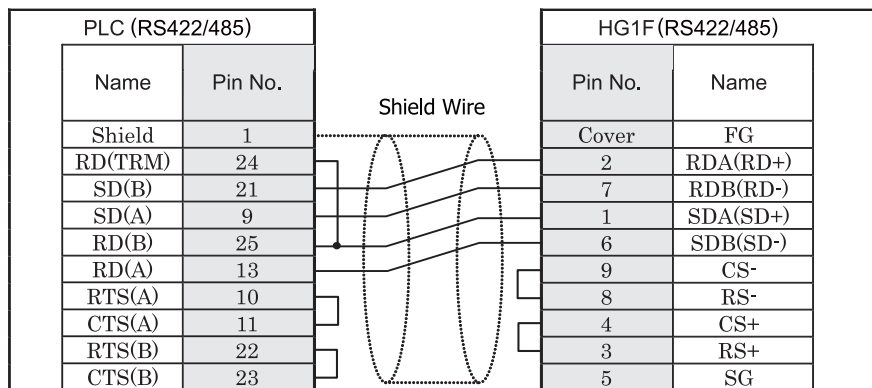 PLC (RS422/485)
HG1F (RS422/485)
Name Pin No. Shield Wire Pin No. Name
Shield 1 Cover FG
RD(TRM) 24 2 RDA(RD+)
SD(B) 21 7 RDB(RD-)
SD(A) 9 1 SDA(SD+)
RD(B) 25 6 SDB(SD-)
RD(A) 13 9 CS-
RTS(A) 10 8 RS-
CTS(A) 11 4 CS+
RTS(B) 22 3 RS+
CTS(B) 23 5 SG